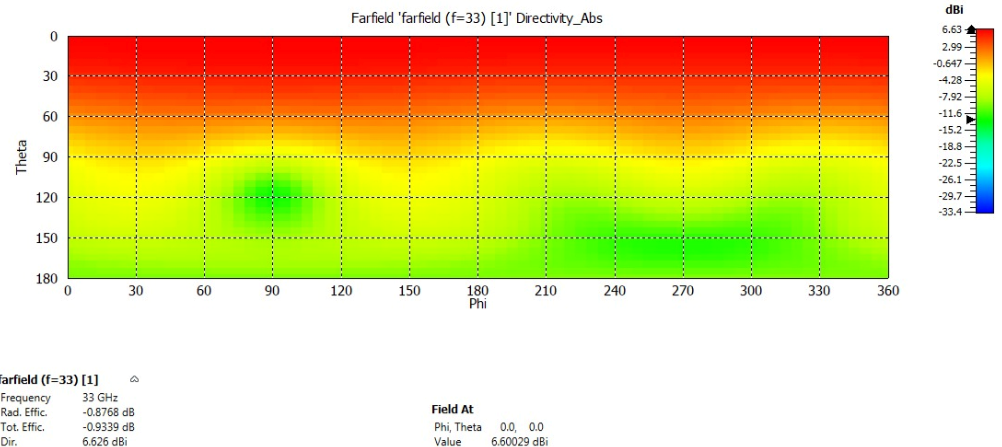 dBi
Farfield 'farfield (f=33) [1]' Directivity_Abs
6.63
2.99
-0.647
-4.28
-7.92
-11.6
-15.2
-18.8
-22.5
-26.1
-29.7
-33.4
Theta
0
30
60
90
120
150
180
0 30 60 90 120 150 180 210 240 270 300 330 360
Phi
farfield (f=33) [1]
Frequency 33 GHz
Rad. Effic. -0.8768 dB
Tot. Effic. -0.9339 dB
Dir. 6.626 dBi
Field At
Phi, Theta 0.0, 0.0
Value 6.60029 dBi